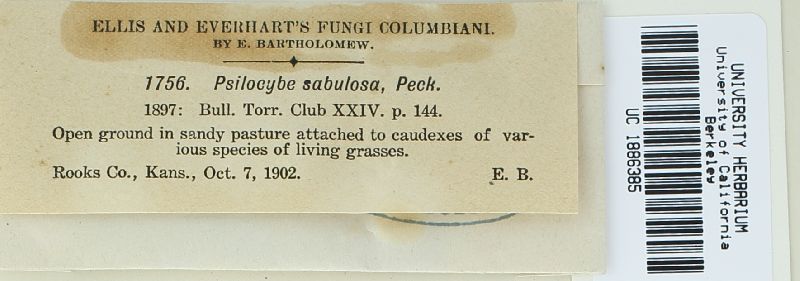 ELLIS AND EVERHART'S FUNGI COLUMBIANI.
BY E. BARTHOLOMEW.
1756. Psilocybe sabulosa, Peck.
1897: Bull. Torr. Club XXIV. p. 144.
Open ground in sandy pasture attached to caudexes of var-
ious species of living grasses.
Rooks Co., Kans., Oct. 7, 1902. E. B.
UNIVERSITY HERBARIUM
University of California
Berkeley
UC 1886385